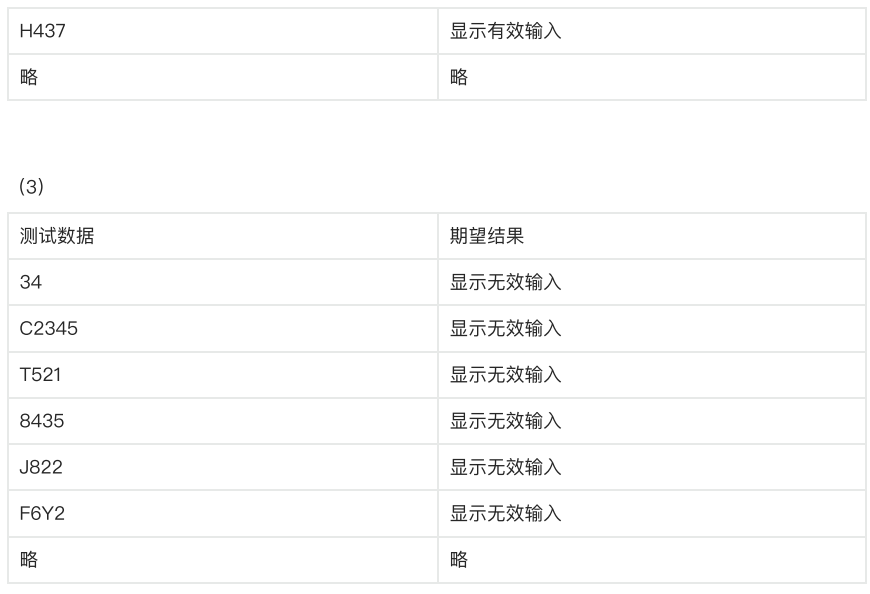 H437 显示有效输入
略 略
（3）
测试数据 期望结果
34 显示无效输入
C2345 显示无效输入
T521 显示无效输入
8435 显示无效输入
J822 显示无效输入
F6Y2 显示无效输入
略 略